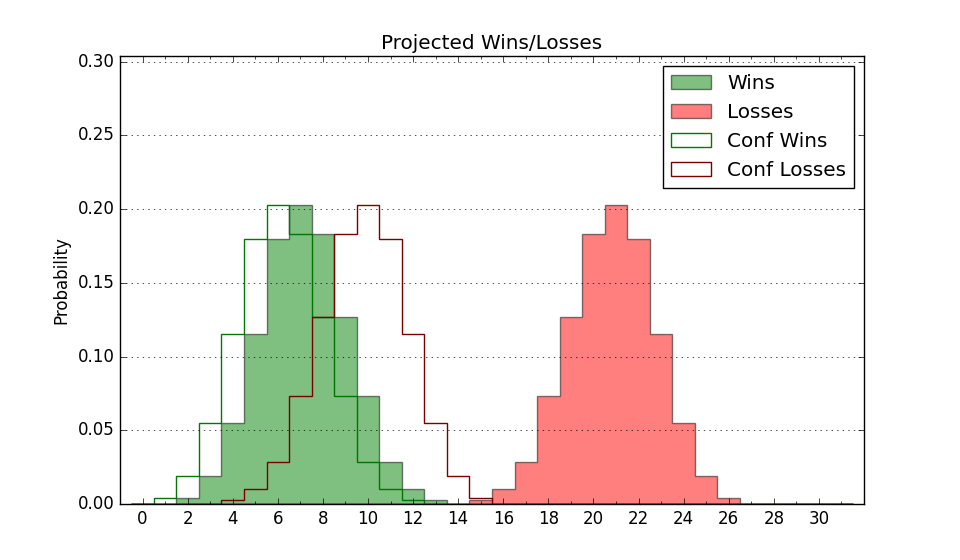 Projected Wins/Losses
0.30
0.25
0.20
0.15
0.10
0.05
0.00
Probability
Wins
Losses
Conf Wins
Conf Losses
0 2 4 6 8 10 12 14 16 18 20 22 24 26 28 30